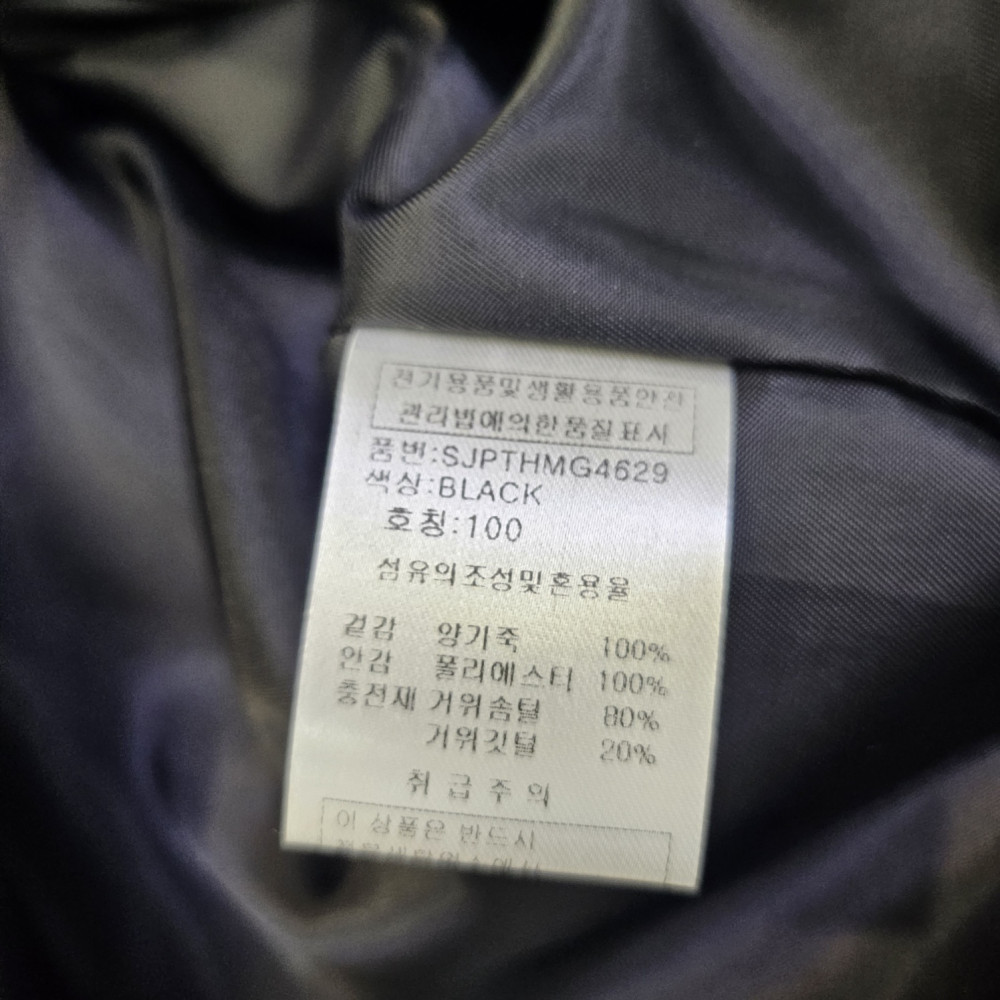 전기용품및생활용품안전
관리법에의한품질표시
품번:SJPTHMG4629
색상:BLACK
호칭:100
섬유의조성및혼용율
겉감 양가죽 100%
안감 폴리에스터 100%
충전재 거위솜털 80%
거위깃털 20%
취급주의
이 상품은 반드시